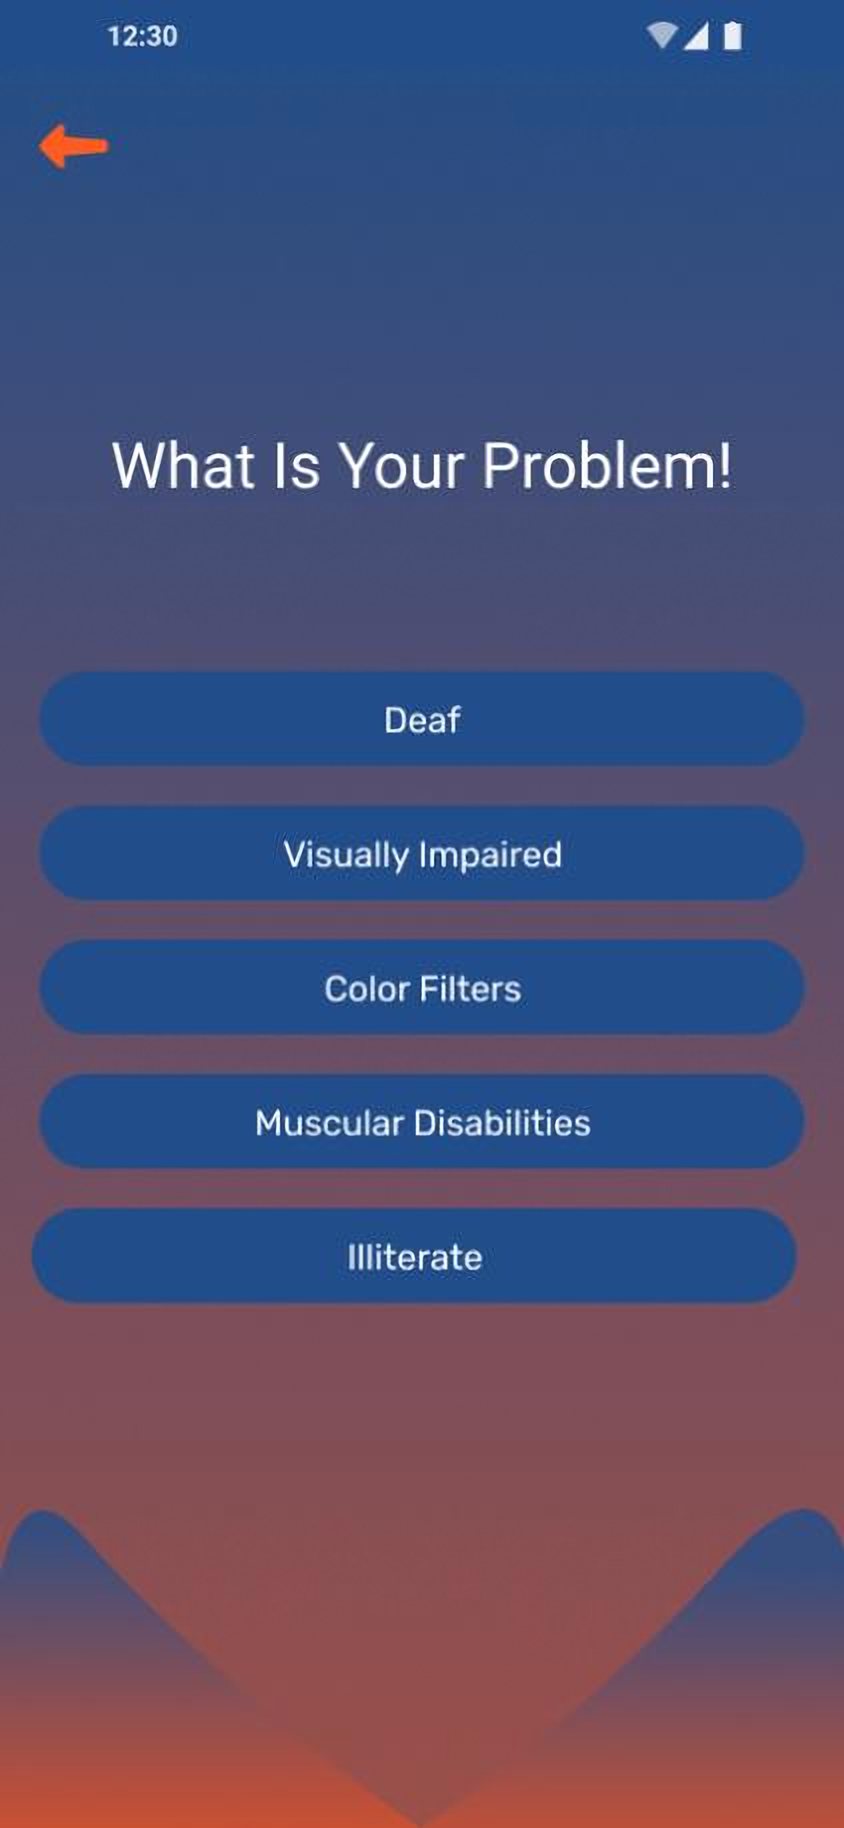 12:30
What Is Your Problem!
Deaf
Visually Impaired
Color Filters
Muscular Disabilities
Illiterate